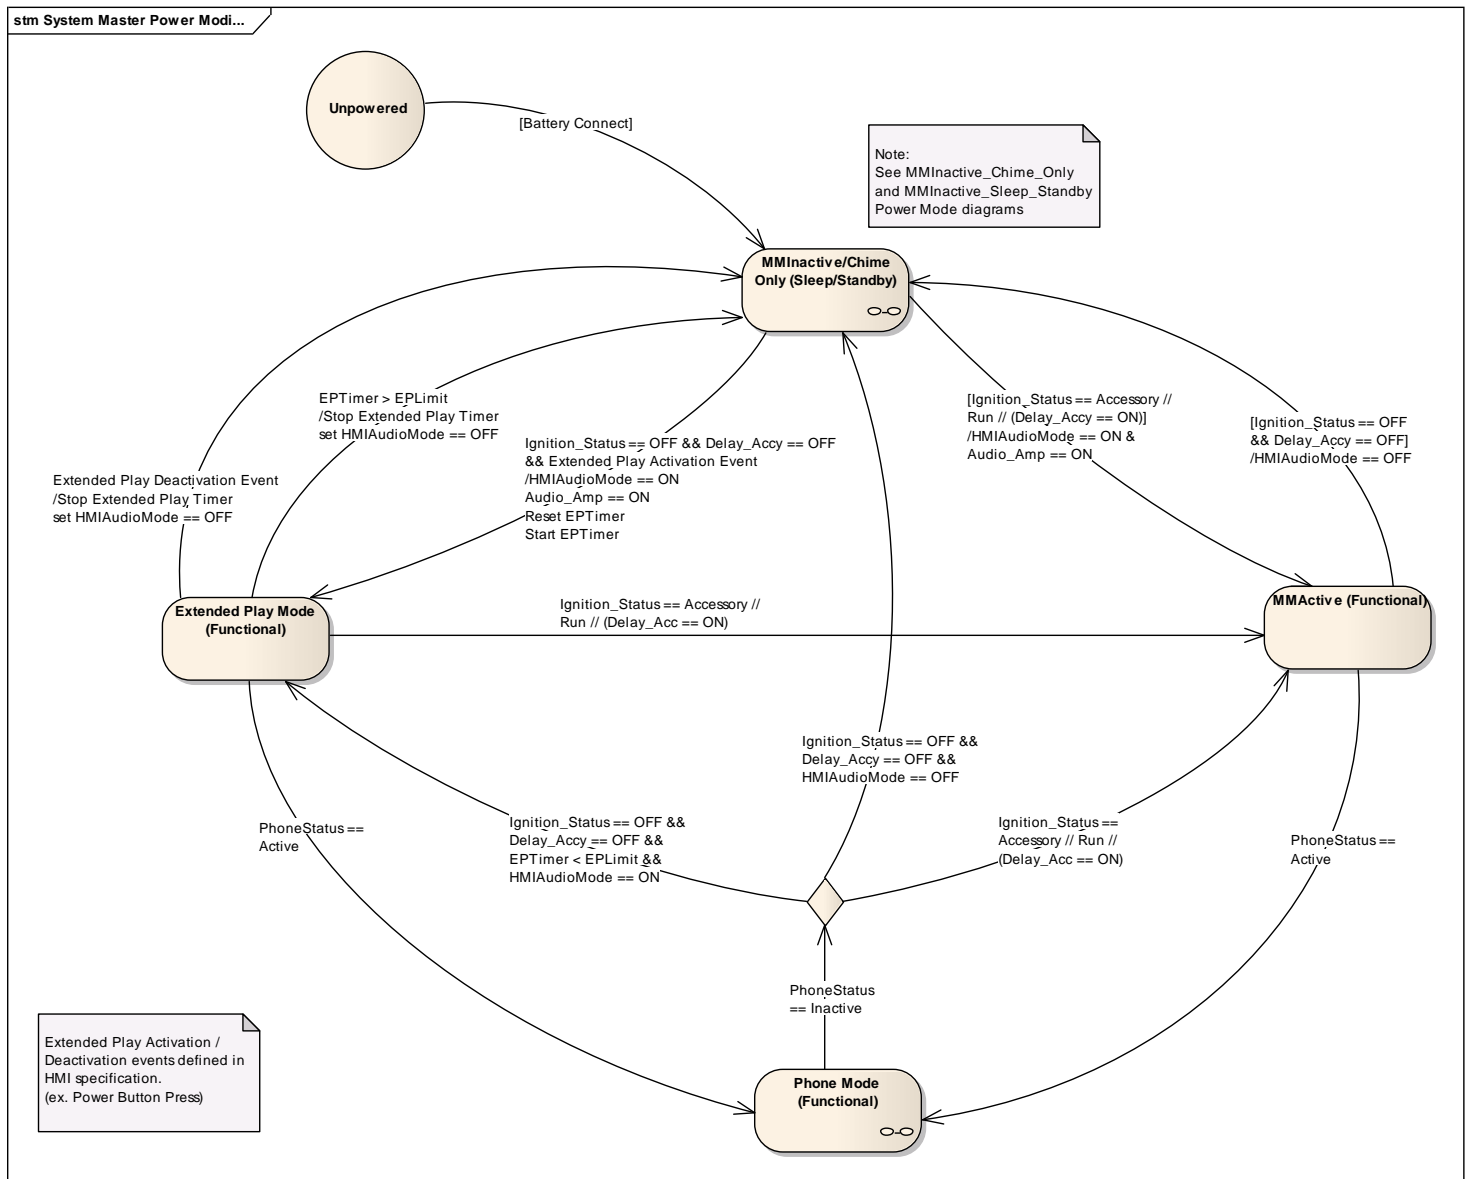 stm System Master Power Modi...
Unpowered
[Battery Connect]
Note:
See MMInactive_Chime_Only
and MMInactive_Sleep_Standby
Power Mode diagrams
MMInactive/Chime
Only (Sleep/Standby)
EPTimer > EPLimit
/Stop Extended Play Timer
set HMIAudioMode == OFF
Ignition_Status == OFF && Delay_Accy == OFF
&& Extended Play Activation Event
/HMIAudioMode == ON
Audio_Amp == ON
Reset EPTimer
Start EPTimer
[Ignition_Status == Accessory //
Run // (Delay_Accy == ON)]
/HMIAudioMode == ON &
Audio_Amp == ON
[Ignition_Status == OFF
&& Delay_Accy == OFF]
/HMIAudioMode == OFF
Extended Play Deactivation Event
/Stop Extended Play Timer
set HMIAudioMode == OFF
Extended Play Mode
(Functional)
Ignition_Status == Accessory //
Run // (Delay_Acc == ON)
MMActive (Functional)
Ignition_Status == OFF &&
Delay_Accy == OFF &&
HMIAudioMode == OFF
PhoneStatus ==
Active
Ignition_Status == OFF &&
Delay_Accy == OFF &&
EPTimer < EPLimit &&
HMIAudioMode == ON
Ignition_Status ==
Accessory // Run //
(Delay_Acc == ON)
PhoneStatus ==
Active
PhoneStatus
== Inactive
Extended Play Activation /
Deactivation events defined in
HMI specification.
(ex. Power Button Press)
Phone Mode
(Functional)